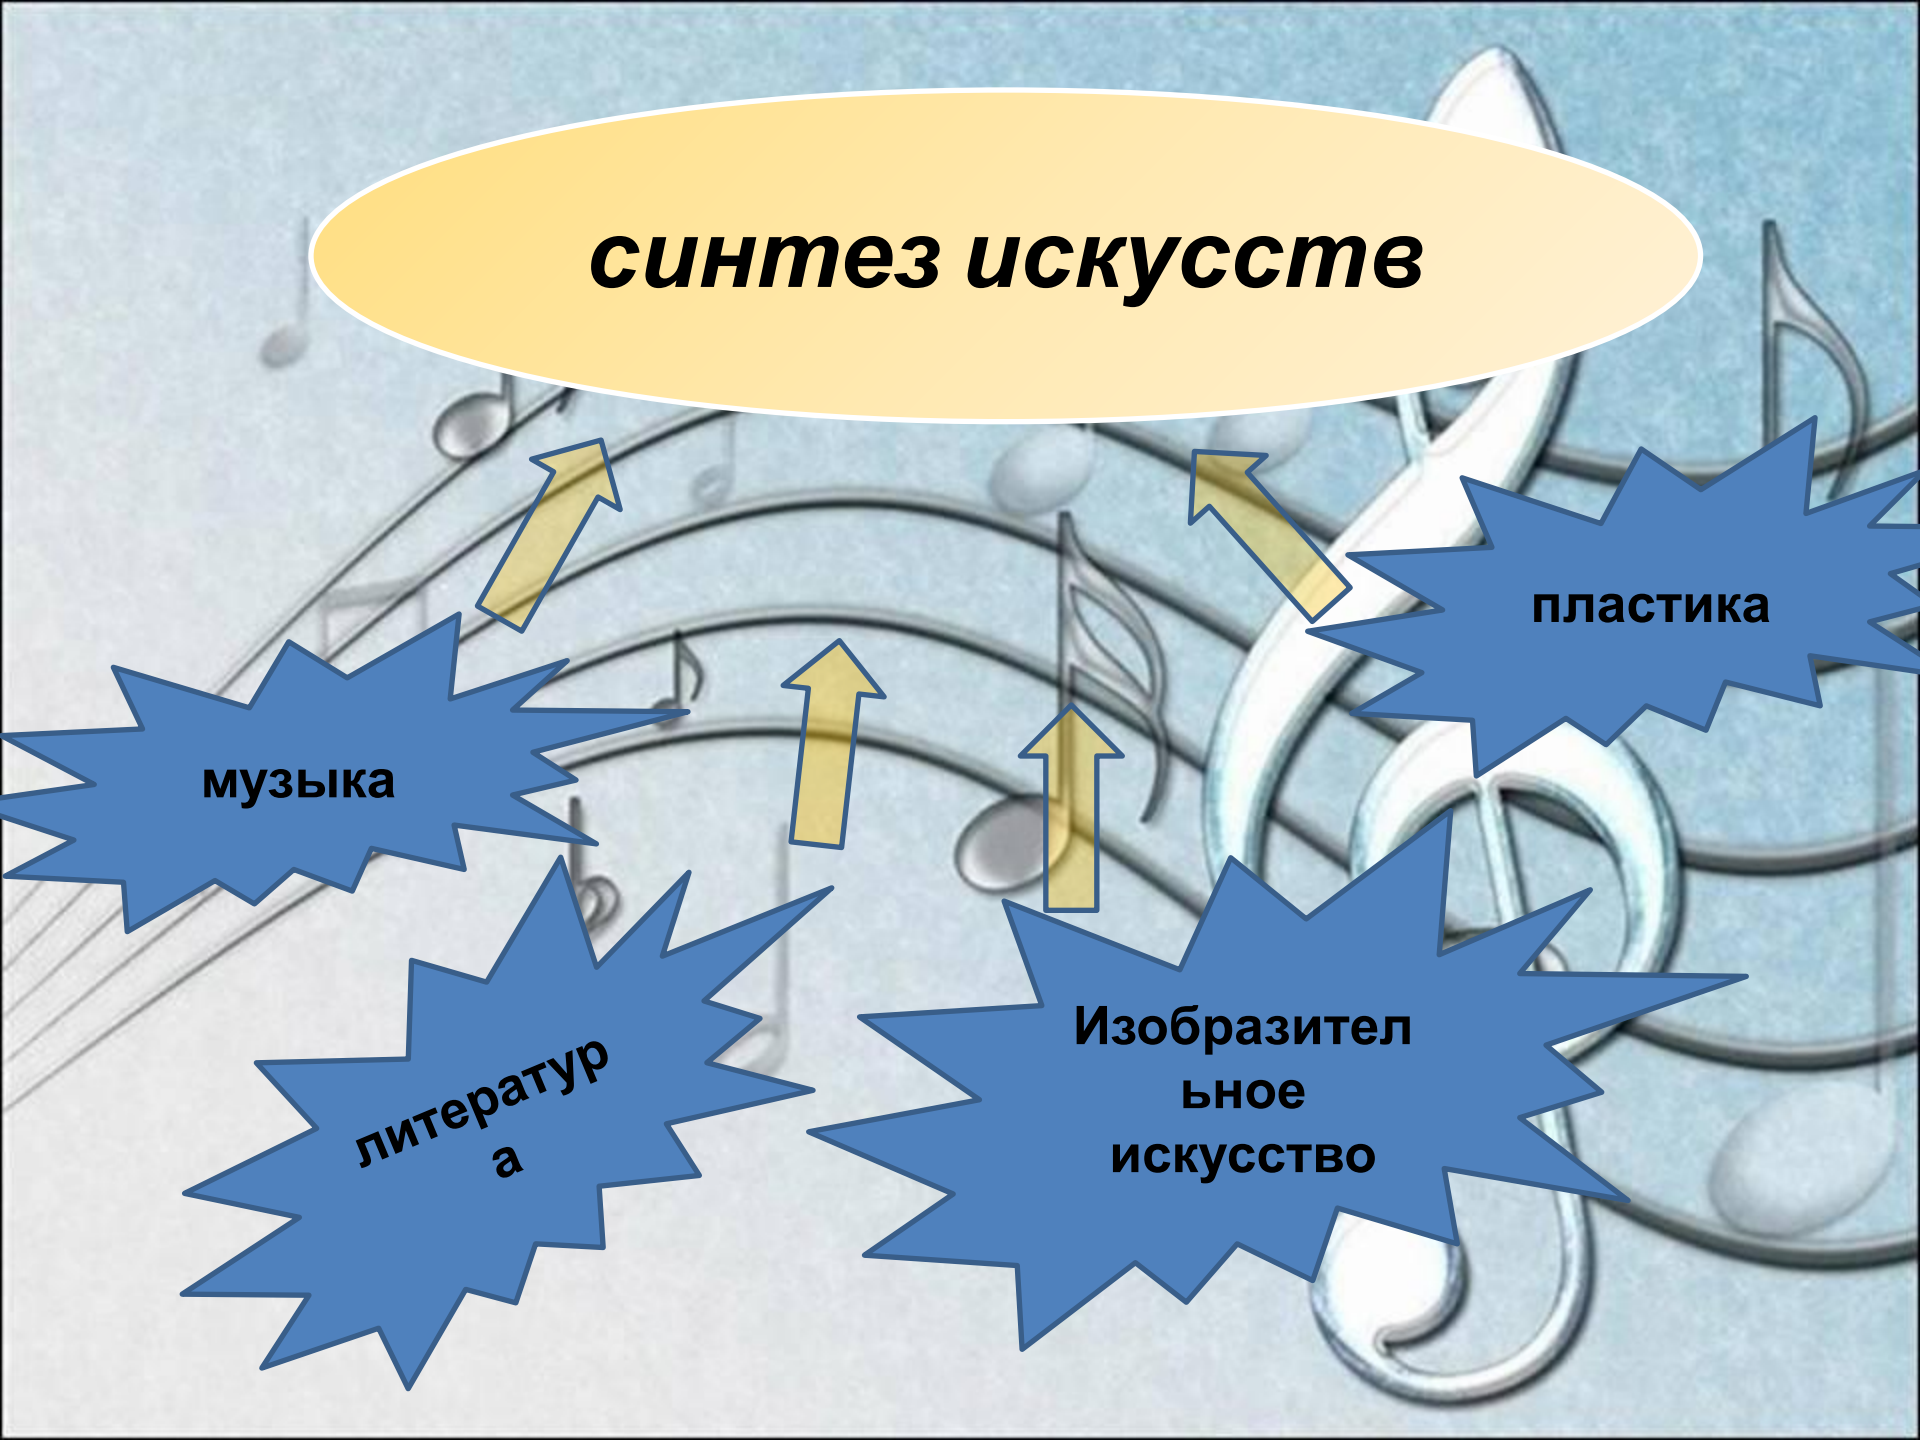 синтез искусств
пластика
музыка
Изобразител
ьное
искусство
литератур
а